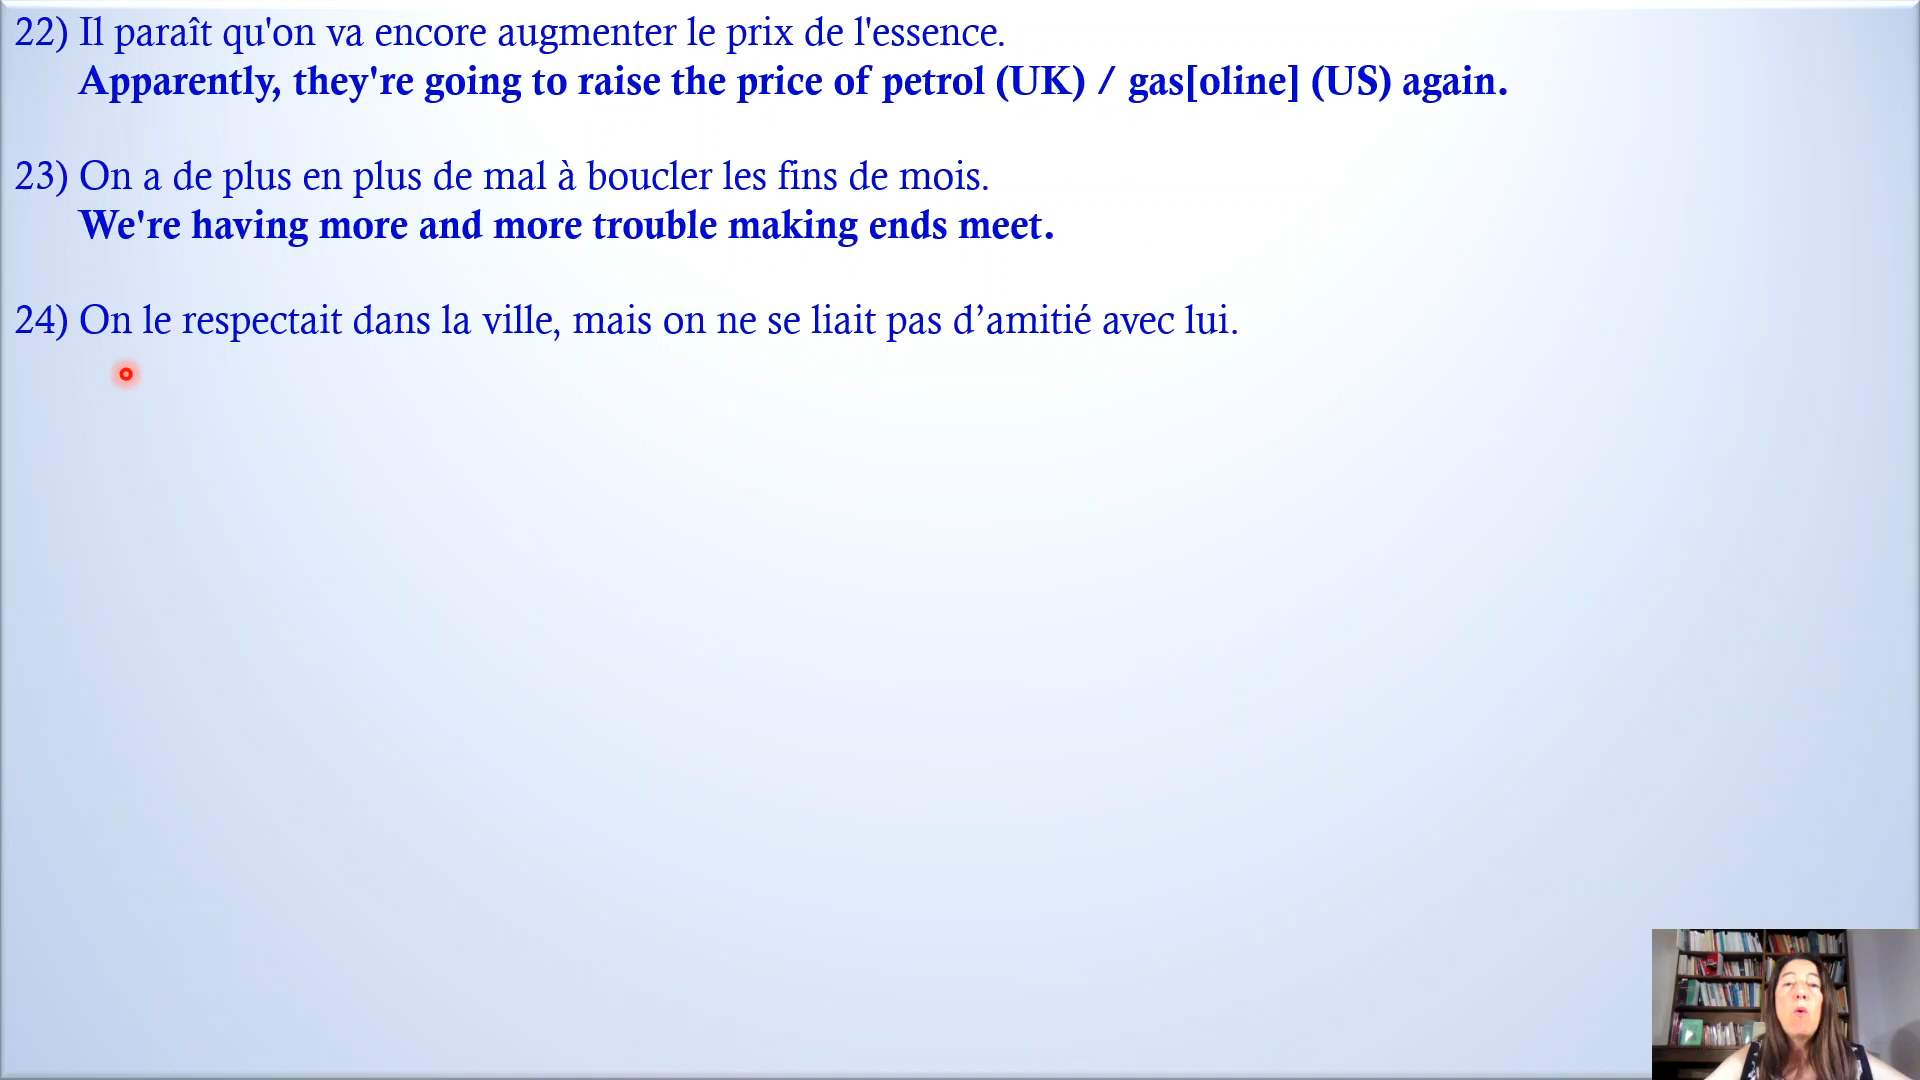 22) Il paraît qu'on va encore augmenter le prix de l'essence.
Apparently, they're going to raise the price of petrol (UK) / gas[oline] (US) again.
23) On a de plus en plus de mal à boucler les fins de mois.
We're having more and more trouble making ends meet.
24) On le respectait dans la ville, mais on ne se liait pas d’amitié avec lui.